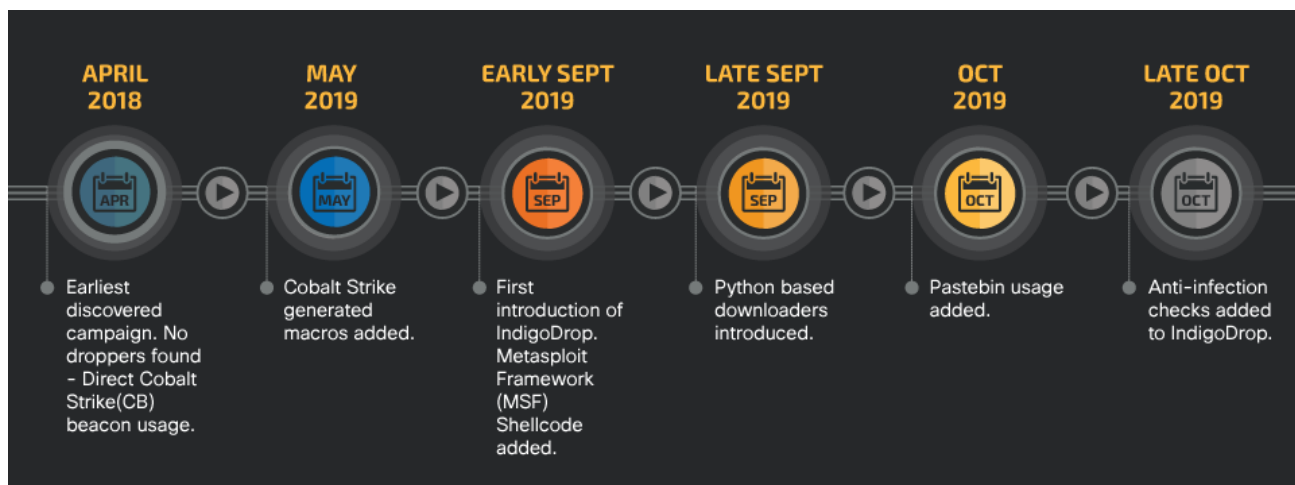 APRIL
2018
MAY
2019
EARLY SEPT
2019
LATE SEPT
2019
OCT
2019
LATE OCT
2019
APR
MAY
SEP
SEP
OCT
OCT
Earliest
discovered
campaign. No
droppers found
- Direct Cobalt
Strike(CB)
beacon usage.
Cobalt Strike
generated
macros added.
First
introduction of
IndigoDrop.
Metasploit
Framework
(MSF)
Shellcode
added.
Python based
downloaders
introduced.
Pastebin usage
added.
Anti-infection
checks added
to IndigoDrop.